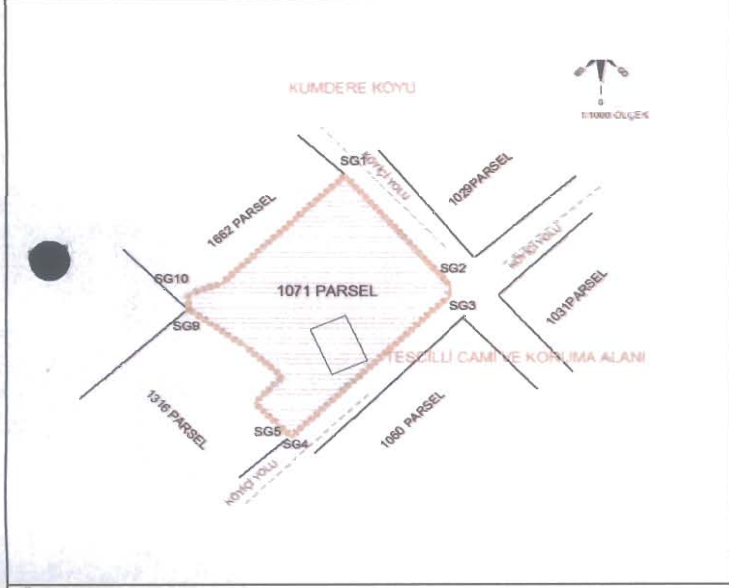 KUMDERE KÖYÜ
G
1:1000 ÖLÇEK
SG1
KÖYİÇİ YOLU
1029PARSEL
1662 PARSEL
SG10
SG2
KÖYİÇİ YOLU
1071 PARSEL
SG3
1031PARSEL
SG9
TESCİLLİ CAMİ VE KORUMA ALANI
1316 PARSEL
1060 PARSEL
SG5
SG4
KÖYİÇİ YOLU